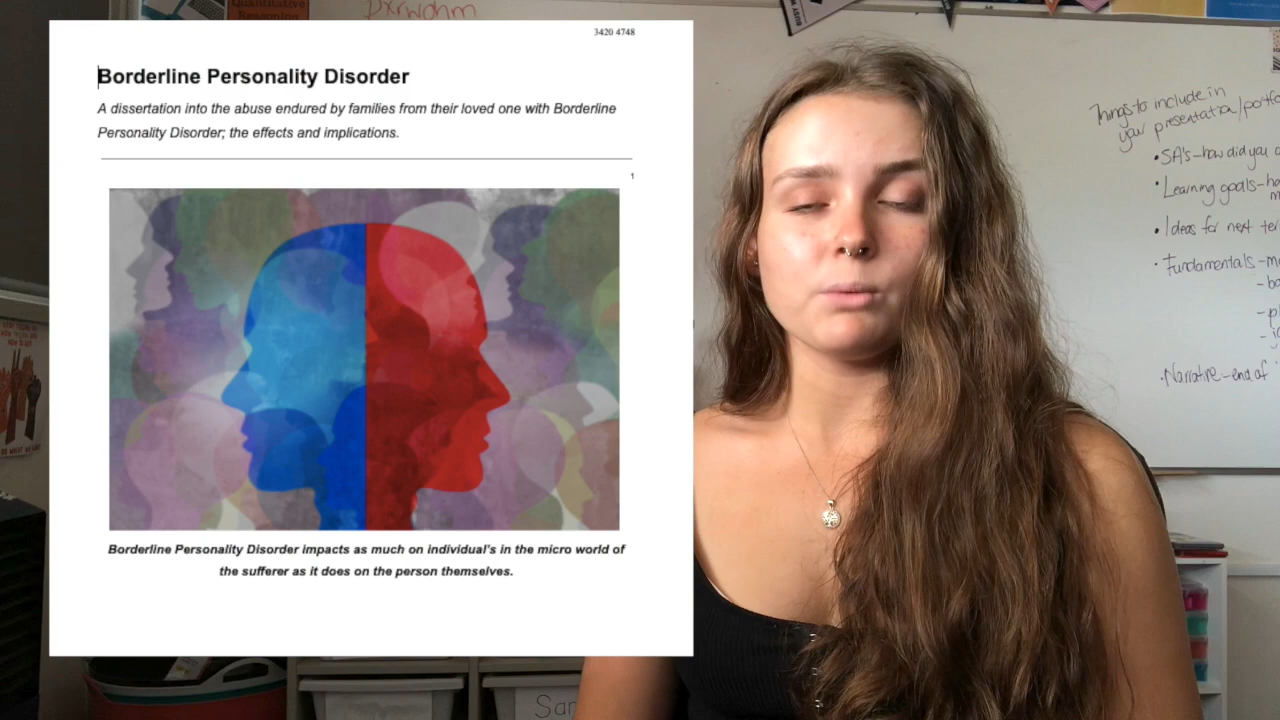 Quantitative
Reasoning
3420 4748
Borderline Personality Disorder
A dissertation into the abuse endured by families from their loved one with Borderline
Personality Disorder; the effects and implications.
1
Borderline Personality Disorder impacts as much on individual's in the micro world of
the sufferer as it does on the person themselves.
Things to include in
your presentation/
• SA's - how did you
• Learning goals -
• Ideas for next
• Fundamentals -
• Narrative - end of